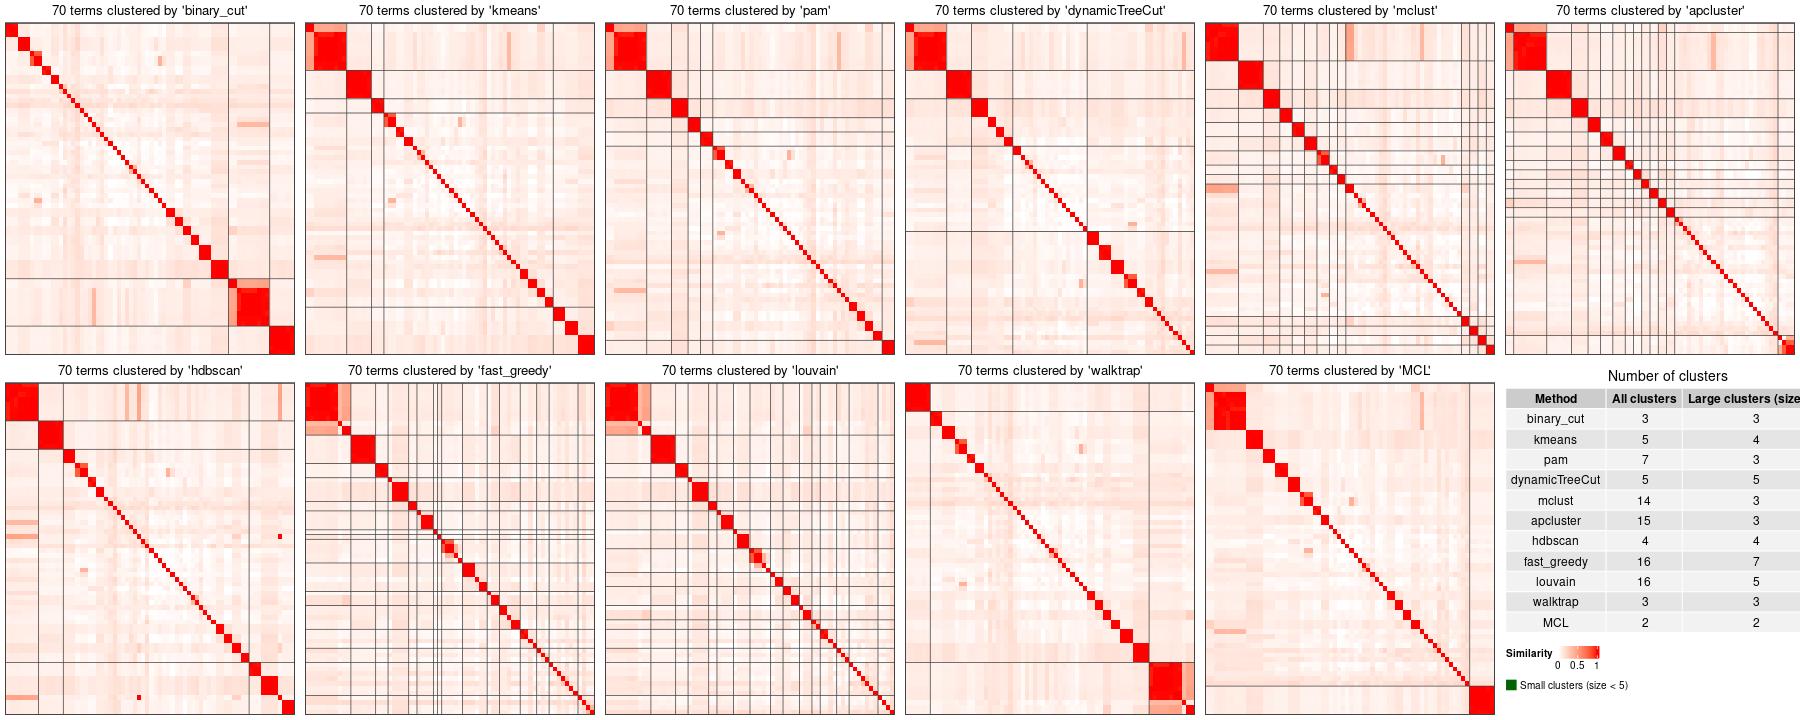 70 terms clustered by 'binary_cut'
70 terms clustered by 'kmeans'
70 terms clustered by 'pam'
70 terms clustered by 'dynamicTreeCut'
70 terms clustered by 'mclust'
70 terms clustered by 'apcluster'
70 terms clustered by 'hdbscan'
70 terms clustered by 'fast_greedy'
70 terms clustered by 'louvain'
70 terms clustered by 'walktrap'
70 terms clustered by 'MCL'
Number of clusters
Method All clusters Large clusters (size
binary_cut 3 3
kmeans 5 4
pam 7 3
dynamicTreeCut 5 5
mclust 14 3
apcluster 15 3
hdbscan 4 4
fast_greedy 16 7
louvain 16 5
walktrap 3 3
MCL 2 2
Similarity
0 0.5 1
Small clusters (size < 5)